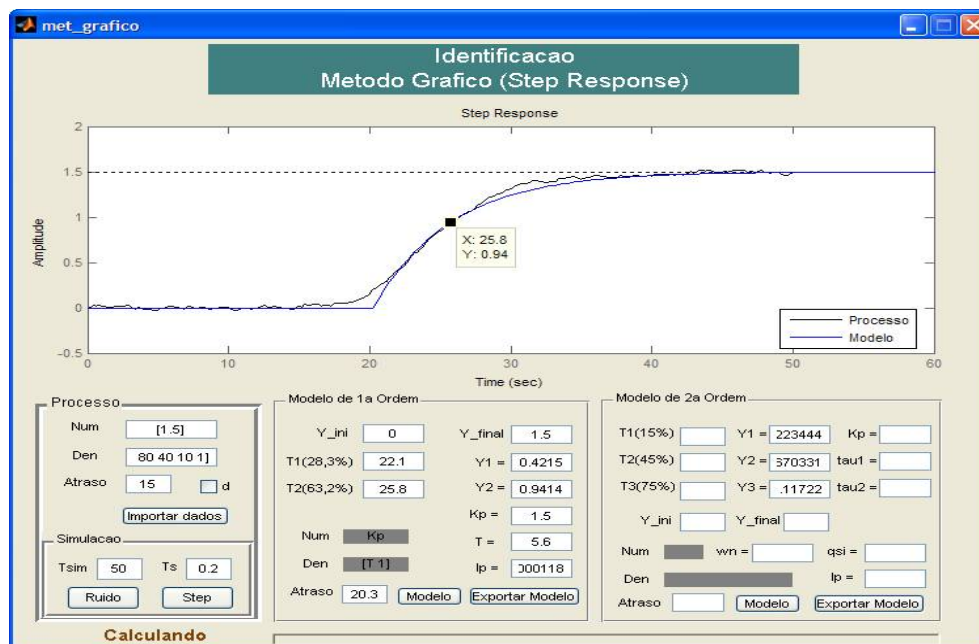 met_grafico
Identificacao
Metodo Grafico (Step Response)
Step Response
Amplitude
2
1.5
1
0.5
0
-0.5
X: 25.8
Y: 0.94
Processo
Modelo
0 10 20 30 40 50 60
Time (sec)
Processo
Num [1.5]
Den 80 40 10 1]
Atraso 15 d
Importar dados
Simulacao
Tsim 50 Ts 0.2
Ruido Step
Calculando
Modelo de 1a Ordem
Y_ini 0 Y_final 1.5
T1(28,3%) 22.1 Y1 = 0.4215
T2(63,2%) 25.8 Y2 = 0.9414
Kp = 1.5
Num Kp T = 5.6
Den [T 1] Ip = 000118
Atraso 20.3 Modelo Exportar Modelo
Modelo de 2a Ordem
T1(15%) Y1 = 223444 Kp =
T2(45%) Y2 = 670331 tau1 =
T3(75%) Y3 = .11722 tau2 =
Y_ini Y_final
Num wn = qsi =
Den Ip =
Atraso Modelo Exportar Modelo